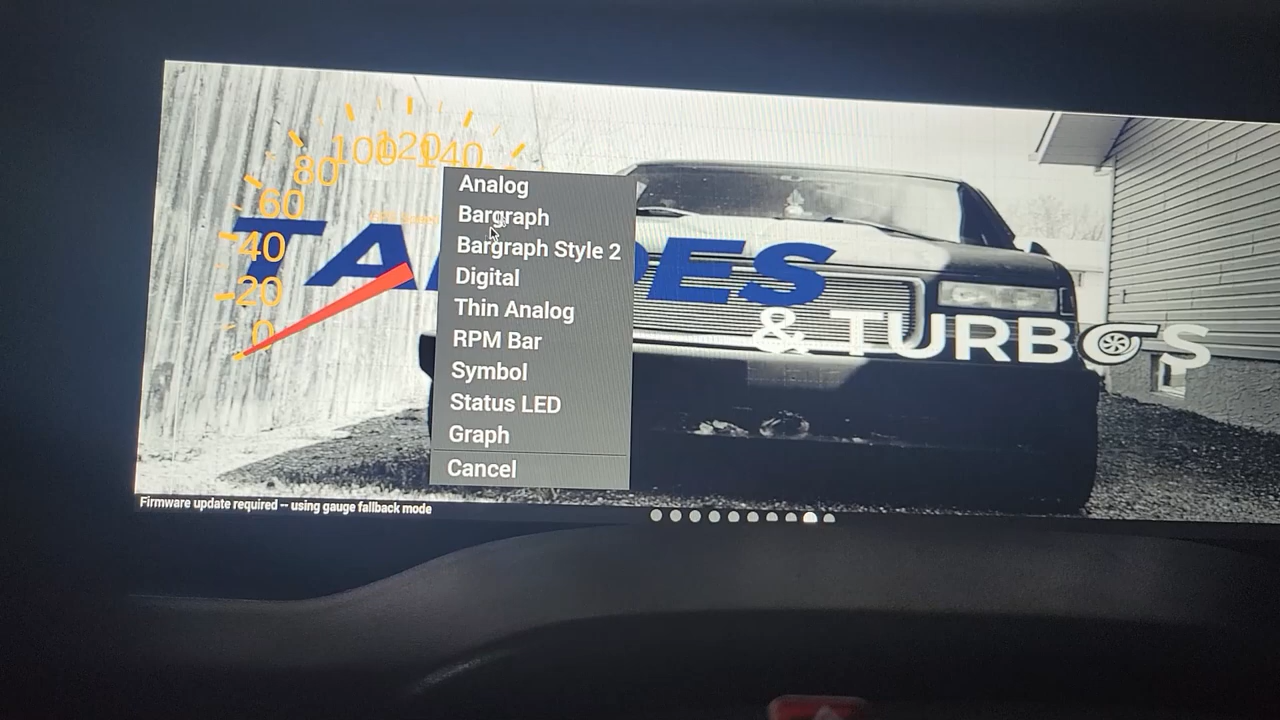 100
120
140
80
60
40
20
0
Analog
Bargraph
Bargraph Style 2
Digital
Thin Analog
RPM Bar
Symbol
Status LED
Graph
Cancel
& TURBOS
Firmware update required -- using gauge fallback mode